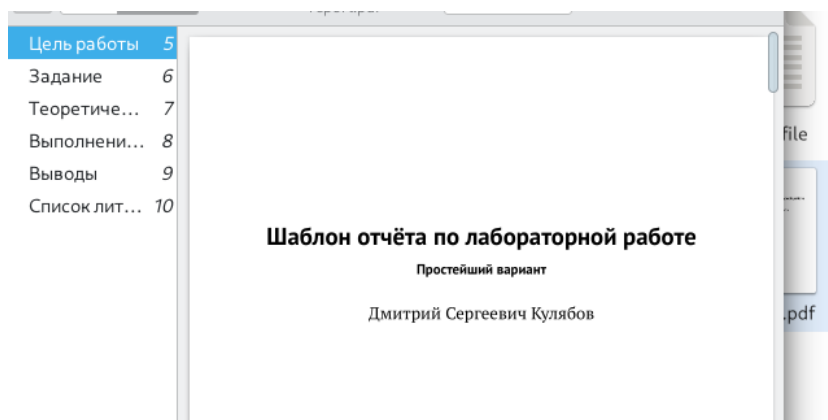 Цель работы 5
Задание 6
Теоретиче... 7
Выполнени... 8
Выводы 9
Список лит... 10
Шаблон отчёта по лабораторной работе
Простейший вариант
Дмитрий Сергеевич Кулябов
file
.pdf